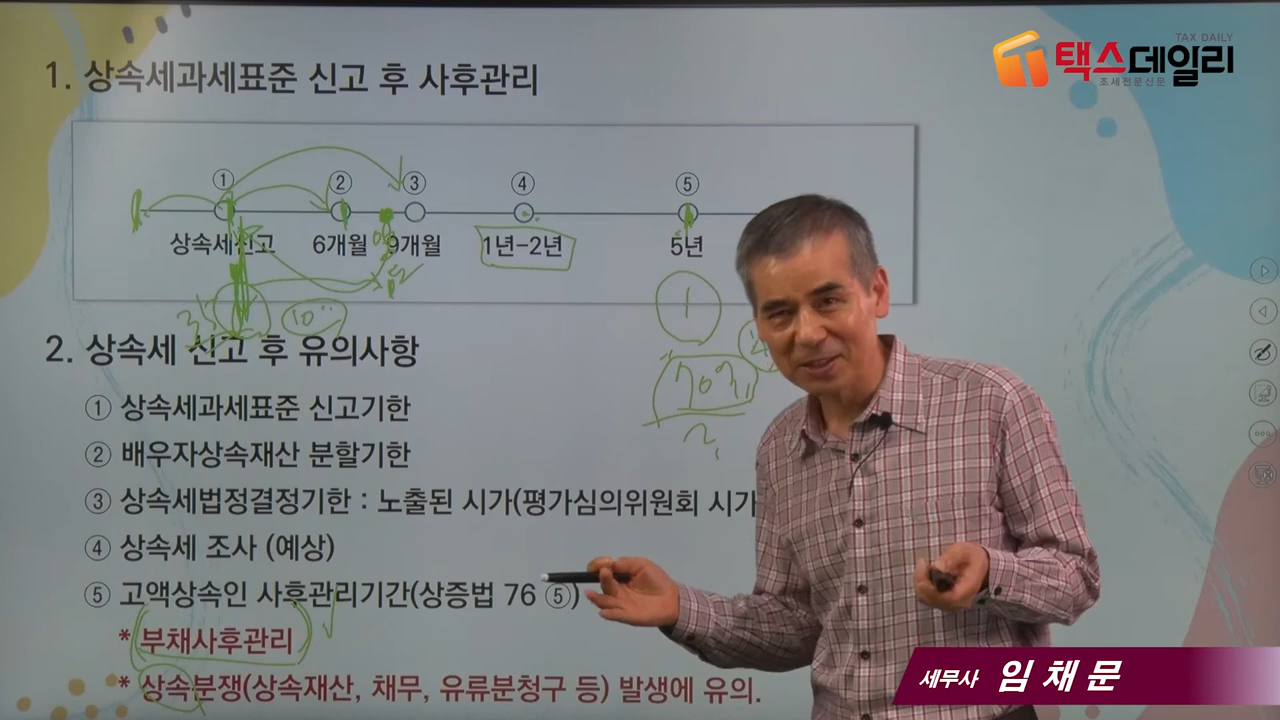 TAX DAILY
택스데일리
조세전문신문
1. 상속세과세표준 신고 후 사후관리
① ② ③ ④ ⑤
상속세신고 6개월 9개월 1년-2년 5년
1
10
70억
2. 상속세 신고 후 유의사항
① 상속세과세표준 신고기한
② 배우자상속재산 분할기한
③ 상속세법정결정기한 : 노출된 시가(평가심의위원회 시가
④ 상속세 조사 (예상)
⑤ 고액상속인 사후관리기간(상증법 76 ⑤)
* 부채사후관리
* 상속분쟁(상속재산, 채무, 유류분청구 등) 발생에 유의.
세무사 임채문